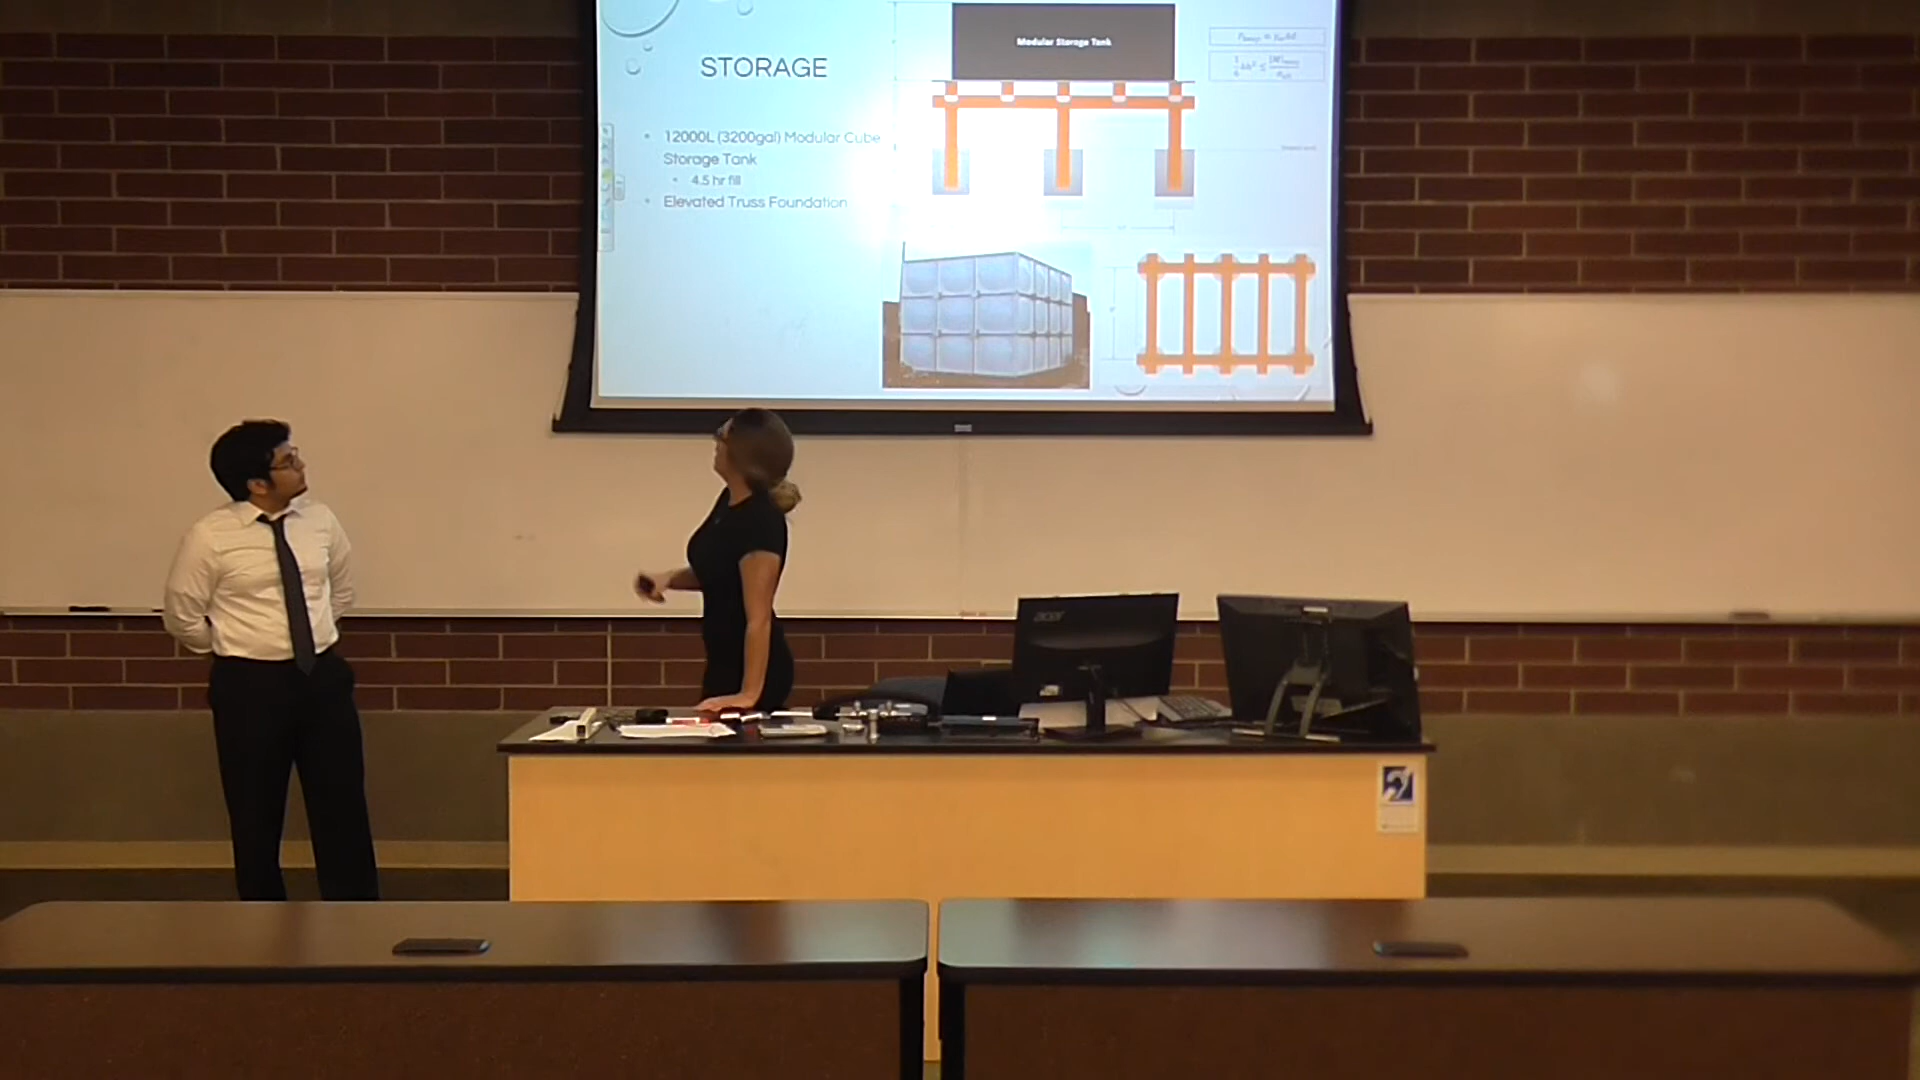 STORAGE
12000L (3200gal) Modular Cube
Storage Tank
4.5 hr fill
Elevated Truss Foundation
Modular Storage Tank
acer